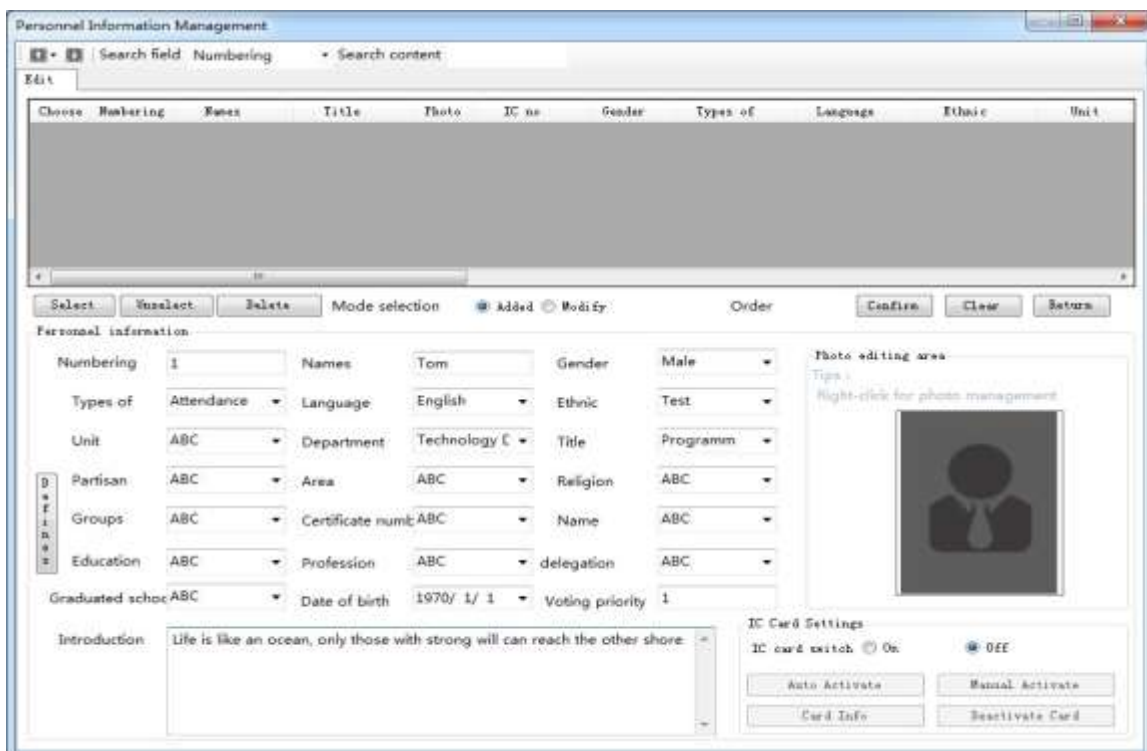 Personnel Information Management
Search field Numbering Search content
Edit
Choose Numbering Names Title Photo IC no Gender Types of Language Ethnic Unit
Select Unselect Delete Mode selection Added Modify Order Confirm Clear Return
Personnel information
Numbering 1 Names Tom Gender Male
Types of Attendance Language English Ethnic Test
Unit ABC Department Technology D Title Programm
Partisan ABC Area ABC Religion ABC
Groups ABC Certificate numb ABC Name ABC
Education ABC Profession ABC delegation ABC
Graduated schoo ABC Date of birth 1970/ 1/ 1 Voting priority 1
Defines
Introduction Life is like an ocean, only those with strong will can reach the other shore
Photo editing area
Tips :
Right-click for photo management
IC Card Settings
IC card switch On Off
Auto Activate Manual Activate
Card Info Deactivate Card